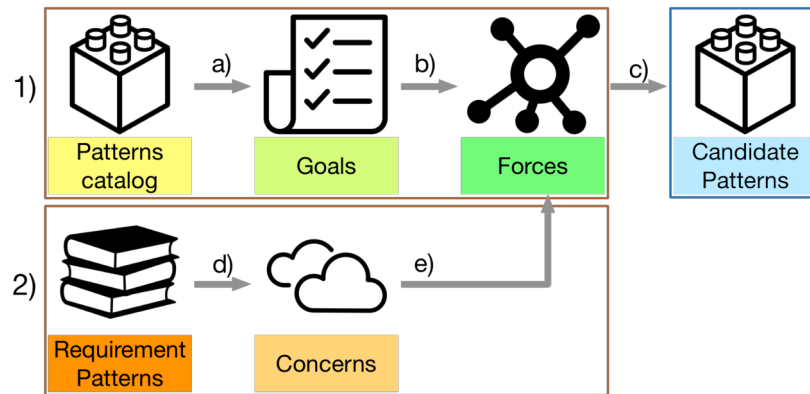 a)
b)
c)
1)
Patterns
catalog
Goals
Forces
Candidate
Patterns
2)
d)
e)
Requirement
Patterns
Concerns